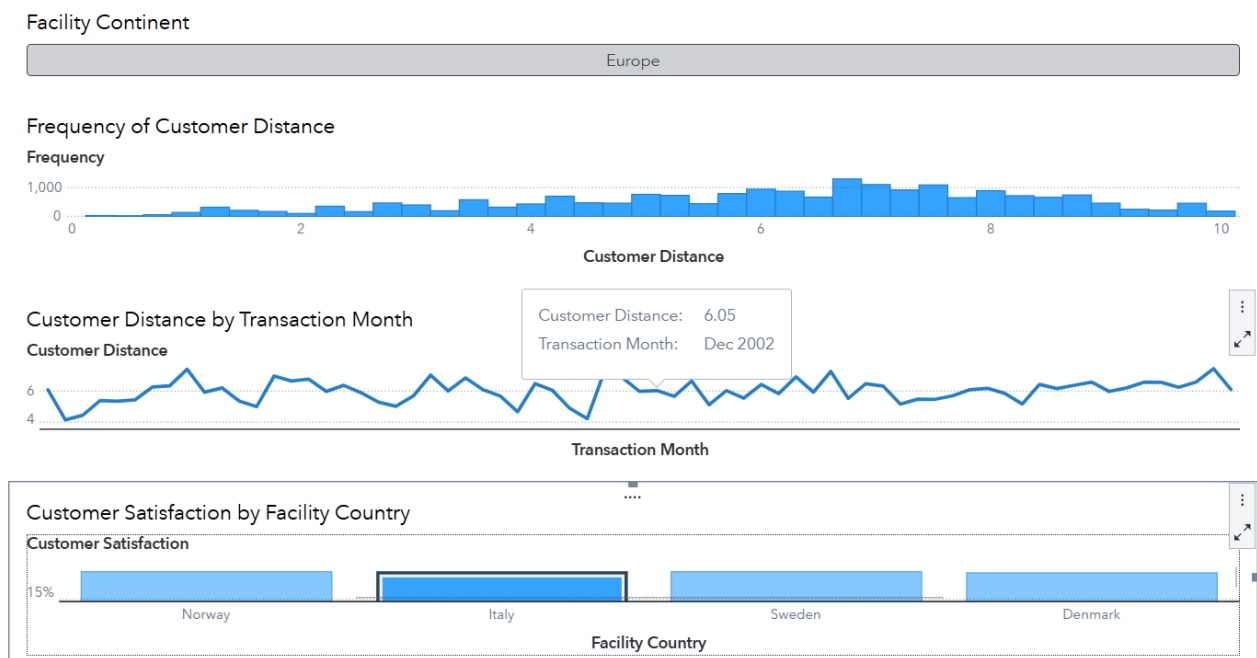 Facility Continent
Europe
Frequency of Customer Distance
Frequency
1,000
0
0 2 4 6 8 10
Customer Distance
Customer Distance by Transaction Month
Customer Distance: 6.05
Transaction Month: Dec 2002
Customer Distance
6
4
Transaction Month
Customer Satisfaction by Facility Country
Customer Satisfaction
15%
Norway Italy Sweden Denmark
Facility Country